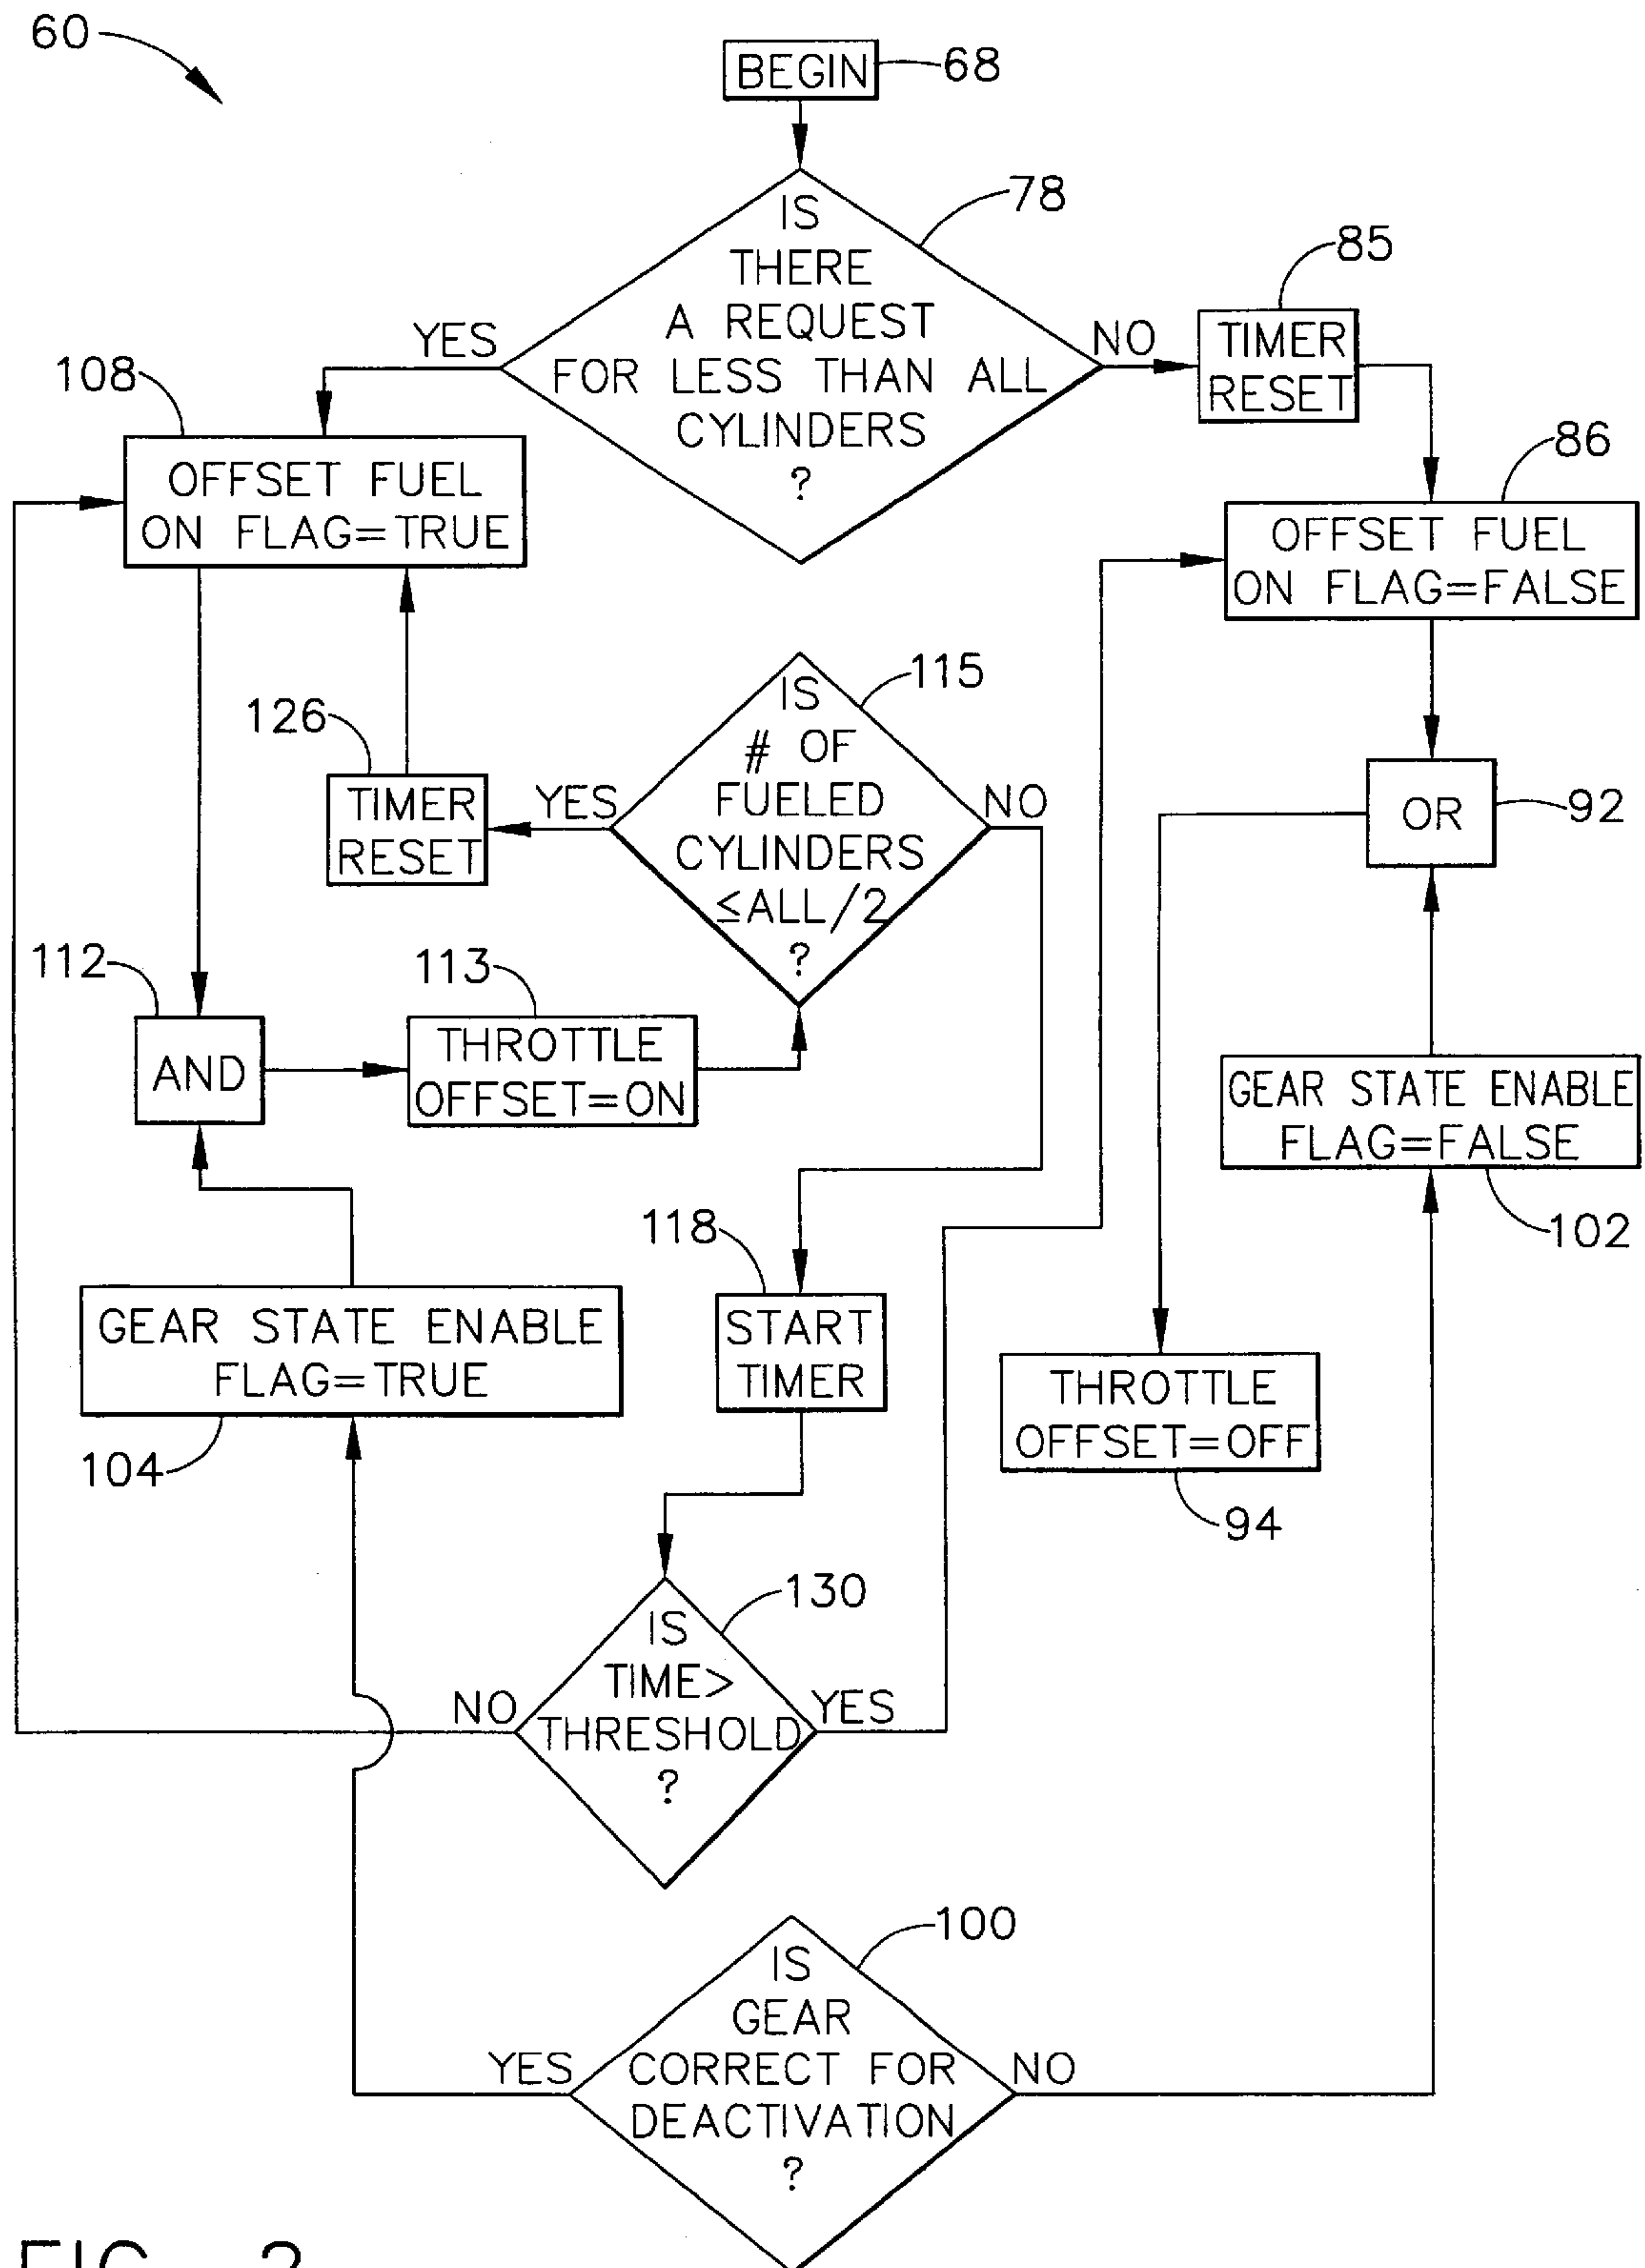 60
BEGIN
68
IS
THERE
A REQUEST
FOR LESS THAN ALL
CYLINDERS
?
78
YES
NO
85
TIMER
RESET
108
OFFSET FUEL
ON FLAG=TRUE
86
OFFSET FUEL
ON FLAG=FALSE
115
IS
# OF
FUELED
CYLINDERS
≤ALL/2
?
YES
NO
126
TIMER
RESET
OR
92
112
AND
113
THROTTLE
OFFSET=ON
GEAR STATE ENABLE
FLAG=FALSE
102
118
START
TIMER
GEAR STATE ENABLE
FLAG=TRUE
104
THROTTLE
OFFSET=OFF
94
130
IS
TIME>
THRESHOLD
?
NO
YES
100
IS
GEAR
CORRECT FOR
DEACTIVATION
?
YES
NO